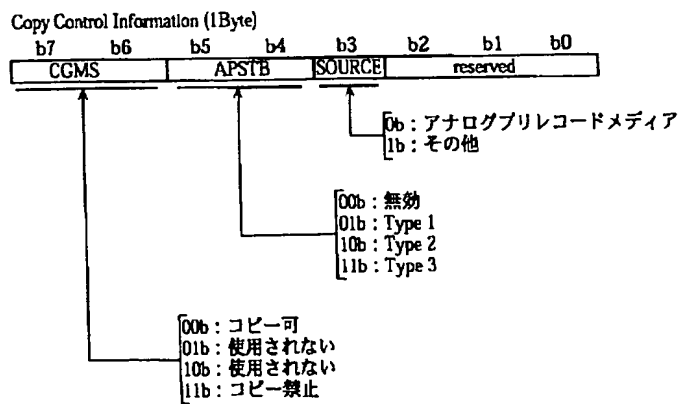 Copy Control Information (1Byte)
b7 b6 b5 b4 b3 b2 b1 b0
CGMS APSTB SOURCE reserved
0b : アナログプリレコードメディア
1b : その他
00b : 無効
01b : Type 1
10b : Type 2
11b : Type 3
00b : コピー可
01b : 使用されない
10b : 使用されない
11b : コピー禁止